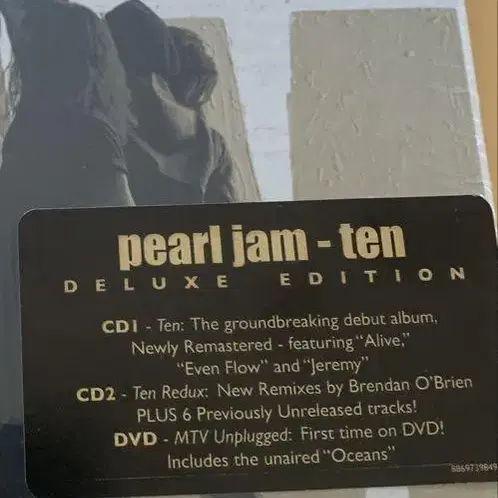 pearl jam - ten
DELUXE EDITION
CD1 - Ten: The groundbreaking debut album,
Newly Remastered - featuring "Alive,"
"Even Flow" and "Jeremy"
CD2 - Ten Redux: New Remixes by Brendan O'Brien
PLUS 6 Previously Unreleased tracks!
DVD - MTV Unplugged: First time on DVD!
Includes the unaired "Oceans"